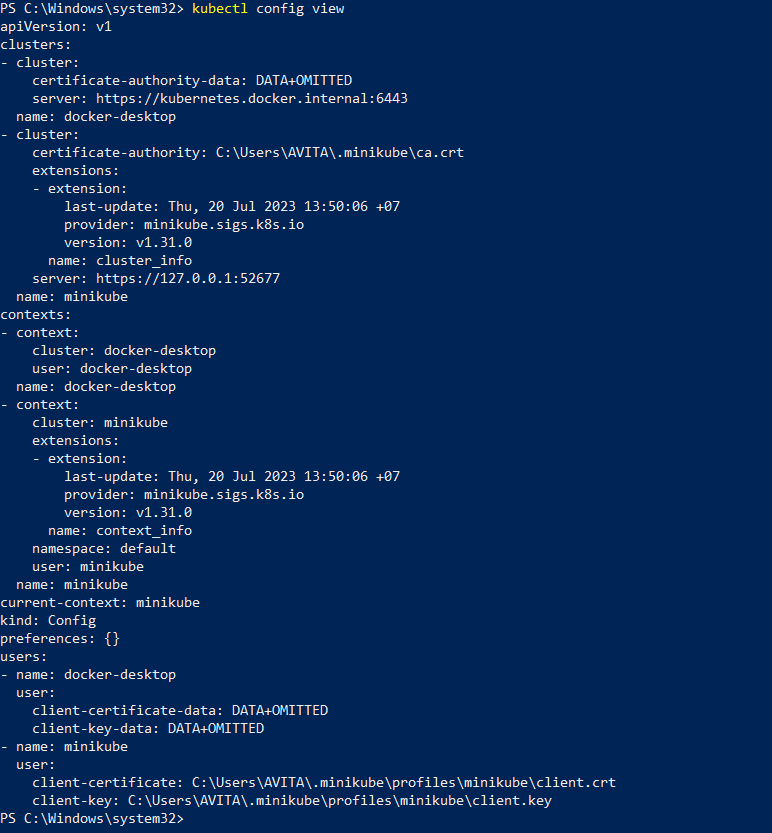 PS C:\Windows\system32> kubectl config view
apiVersion: v1
clusters:
- cluster:
    certificate-authority-data: DATA+OMITTED
    server: https://kubernetes.docker.internal:6443
  name: docker-desktop
- cluster:
    certificate-authority: C:\Users\AVITA\.minikube\ca.crt
    extensions:
    - extension:
        last-update: Thu, 20 Jul 2023 13:50:06 +07
        provider: minikube.sigs.k8s.io
        version: v1.31.0
      name: cluster_info
    server: https://127.0.0.1:52677
  name: minikube
contexts:
- context:
    cluster: docker-desktop
    user: docker-desktop
  name: docker-desktop
- context:
    cluster: minikube
    extensions:
    - extension:
        last-update: Thu, 20 Jul 2023 13:50:06 +07
        provider: minikube.sigs.k8s.io
        version: v1.31.0
      name: context_info
    namespace: default
    user: minikube
  name: minikube
current-context: minikube
kind: Config
preferences: {}
users:
- name: docker-desktop
  user:
    client-certificate-data: DATA+OMITTED
    client-key-data: DATA+OMITTED
- name: minikube
  user:
    client-certificate: C:\Users\AVITA\.minikube\profiles\minikube\client.crt
    client-key: C:\Users\AVITA\.minikube\profiles\minikube\client.key
PS C:\Windows\system32>